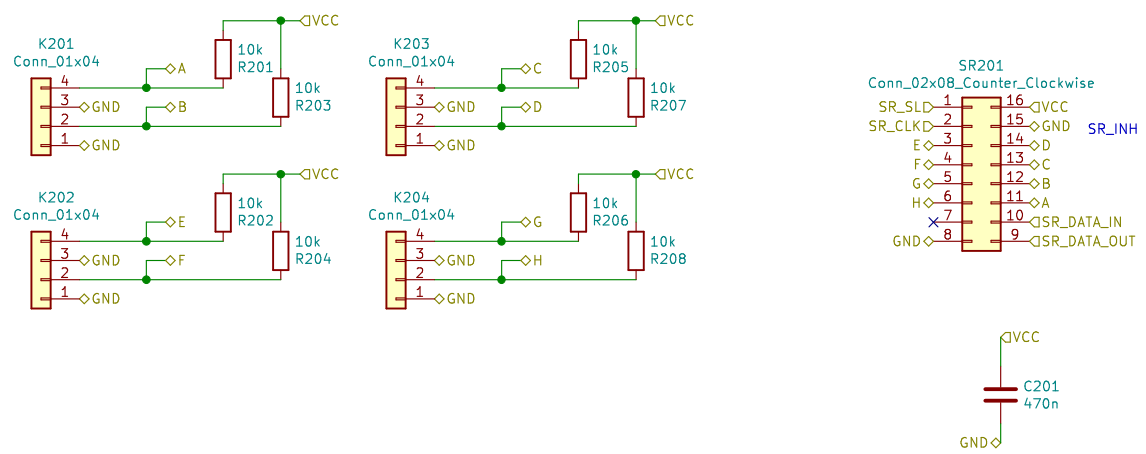 VCC
K201
Conn_01x04
10k
R201
10k
R203
4
A
3
GND
B
2
1
GND
VCC
K203
Conn_01x04
10k
R205
10k
R207
4
C
3
GND
D
2
1
GND
VCC
K202
Conn_01x04
10k
R202
10k
R204
4
E
3
GND
F
2
1
GND
VCC
K204
Conn_01x04
10k
R206
10k
R208
4
G
3
GND
H
2
1
GND
SR201
Conn_02x08_Counter_Clockwise
SR_SL 1 16 VCC
SR_CLK 2 15 GND
SR_INH
E 3 14 D
F 4 13 C
G 5 12 B
H 6 11 A
7 10 SR_DATA_IN
GND 8 9 SR_DATA_OUT
VCC
C201
470n
GND